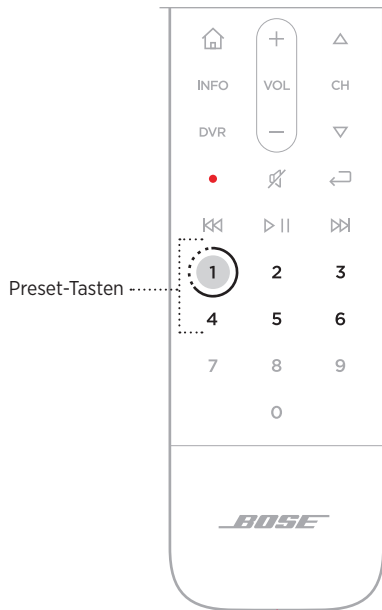 INFO VOL CH
DVR
1 2 3
Preset-Tasten
4 5 6
7 8 9
0
BOSE